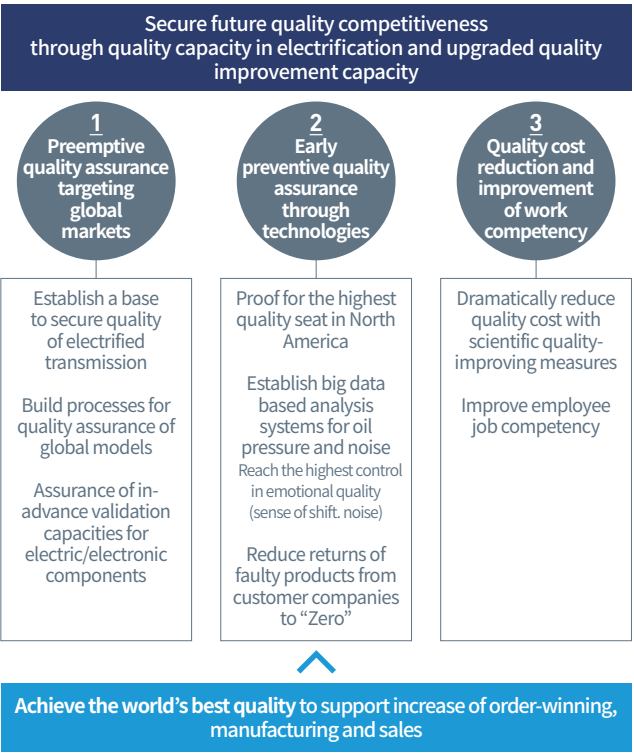 Secure future quality competitiveness
through quality capacity in electrification and upgraded quality
improvement capacity
1
Preemptive
quality assurance
targeting
global
markets
2
Early
preventive quality
assurance
through
technologies
3
Quality cost
reduction and
improvement
of work
competency
Establish a base
to secure quality
of electrified
transmission
Build processes for
quality assurance of
global models
Assurance of in-
advance validation
capacities for
electric/electronic
components
Proof for the highest
quality seat in North
America
Establish big data
based analysis
systems for oil
pressure and noise
Reach the highest control
in emotional quality
(sense of shift. noise)
Reduce returns of
faulty products from
customer companies
to “Zero”
Dramatically reduce
quality cost with
scientific quality-
improving measures
Improve employee
job competency
Achieve the world’s best quality to support increase of order-winning,
manufacturing and sales